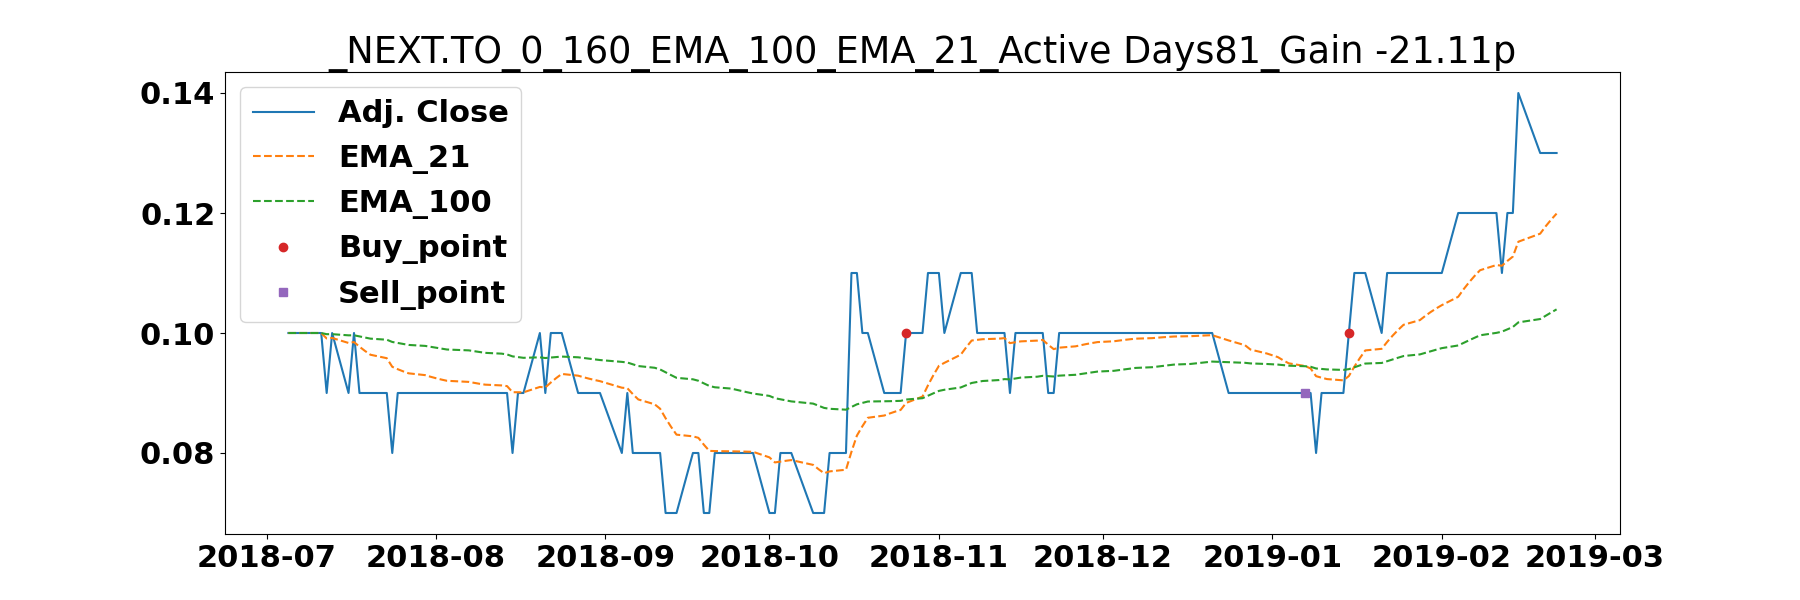 _NEXT.TO_0_160_EMA_100_EMA_21_Active Days81_Gain -21.11p
0.14
0.12
0.10
0.08
Adj. Close
EMA_21
EMA_100
Buy_point
Sell_point
2018-07 2018-08 2018-09 2018-10 2018-11 2018-12 2019-01 2019-02 2019-03